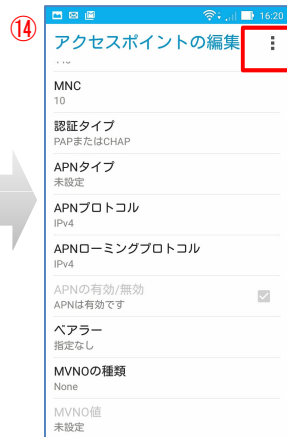 ⑭
16:20
アクセスポイントの編集
MNC
10
認証タイプ
PAPまたはCHAP
APNタイプ
未設定
APNプロトコル
IPv4
APNローミングプロトコル
IPv4
APNの有効/無効
APNは有効です
ベアラー
指定なし
MVNOの種類
None
MVNO値
未設定